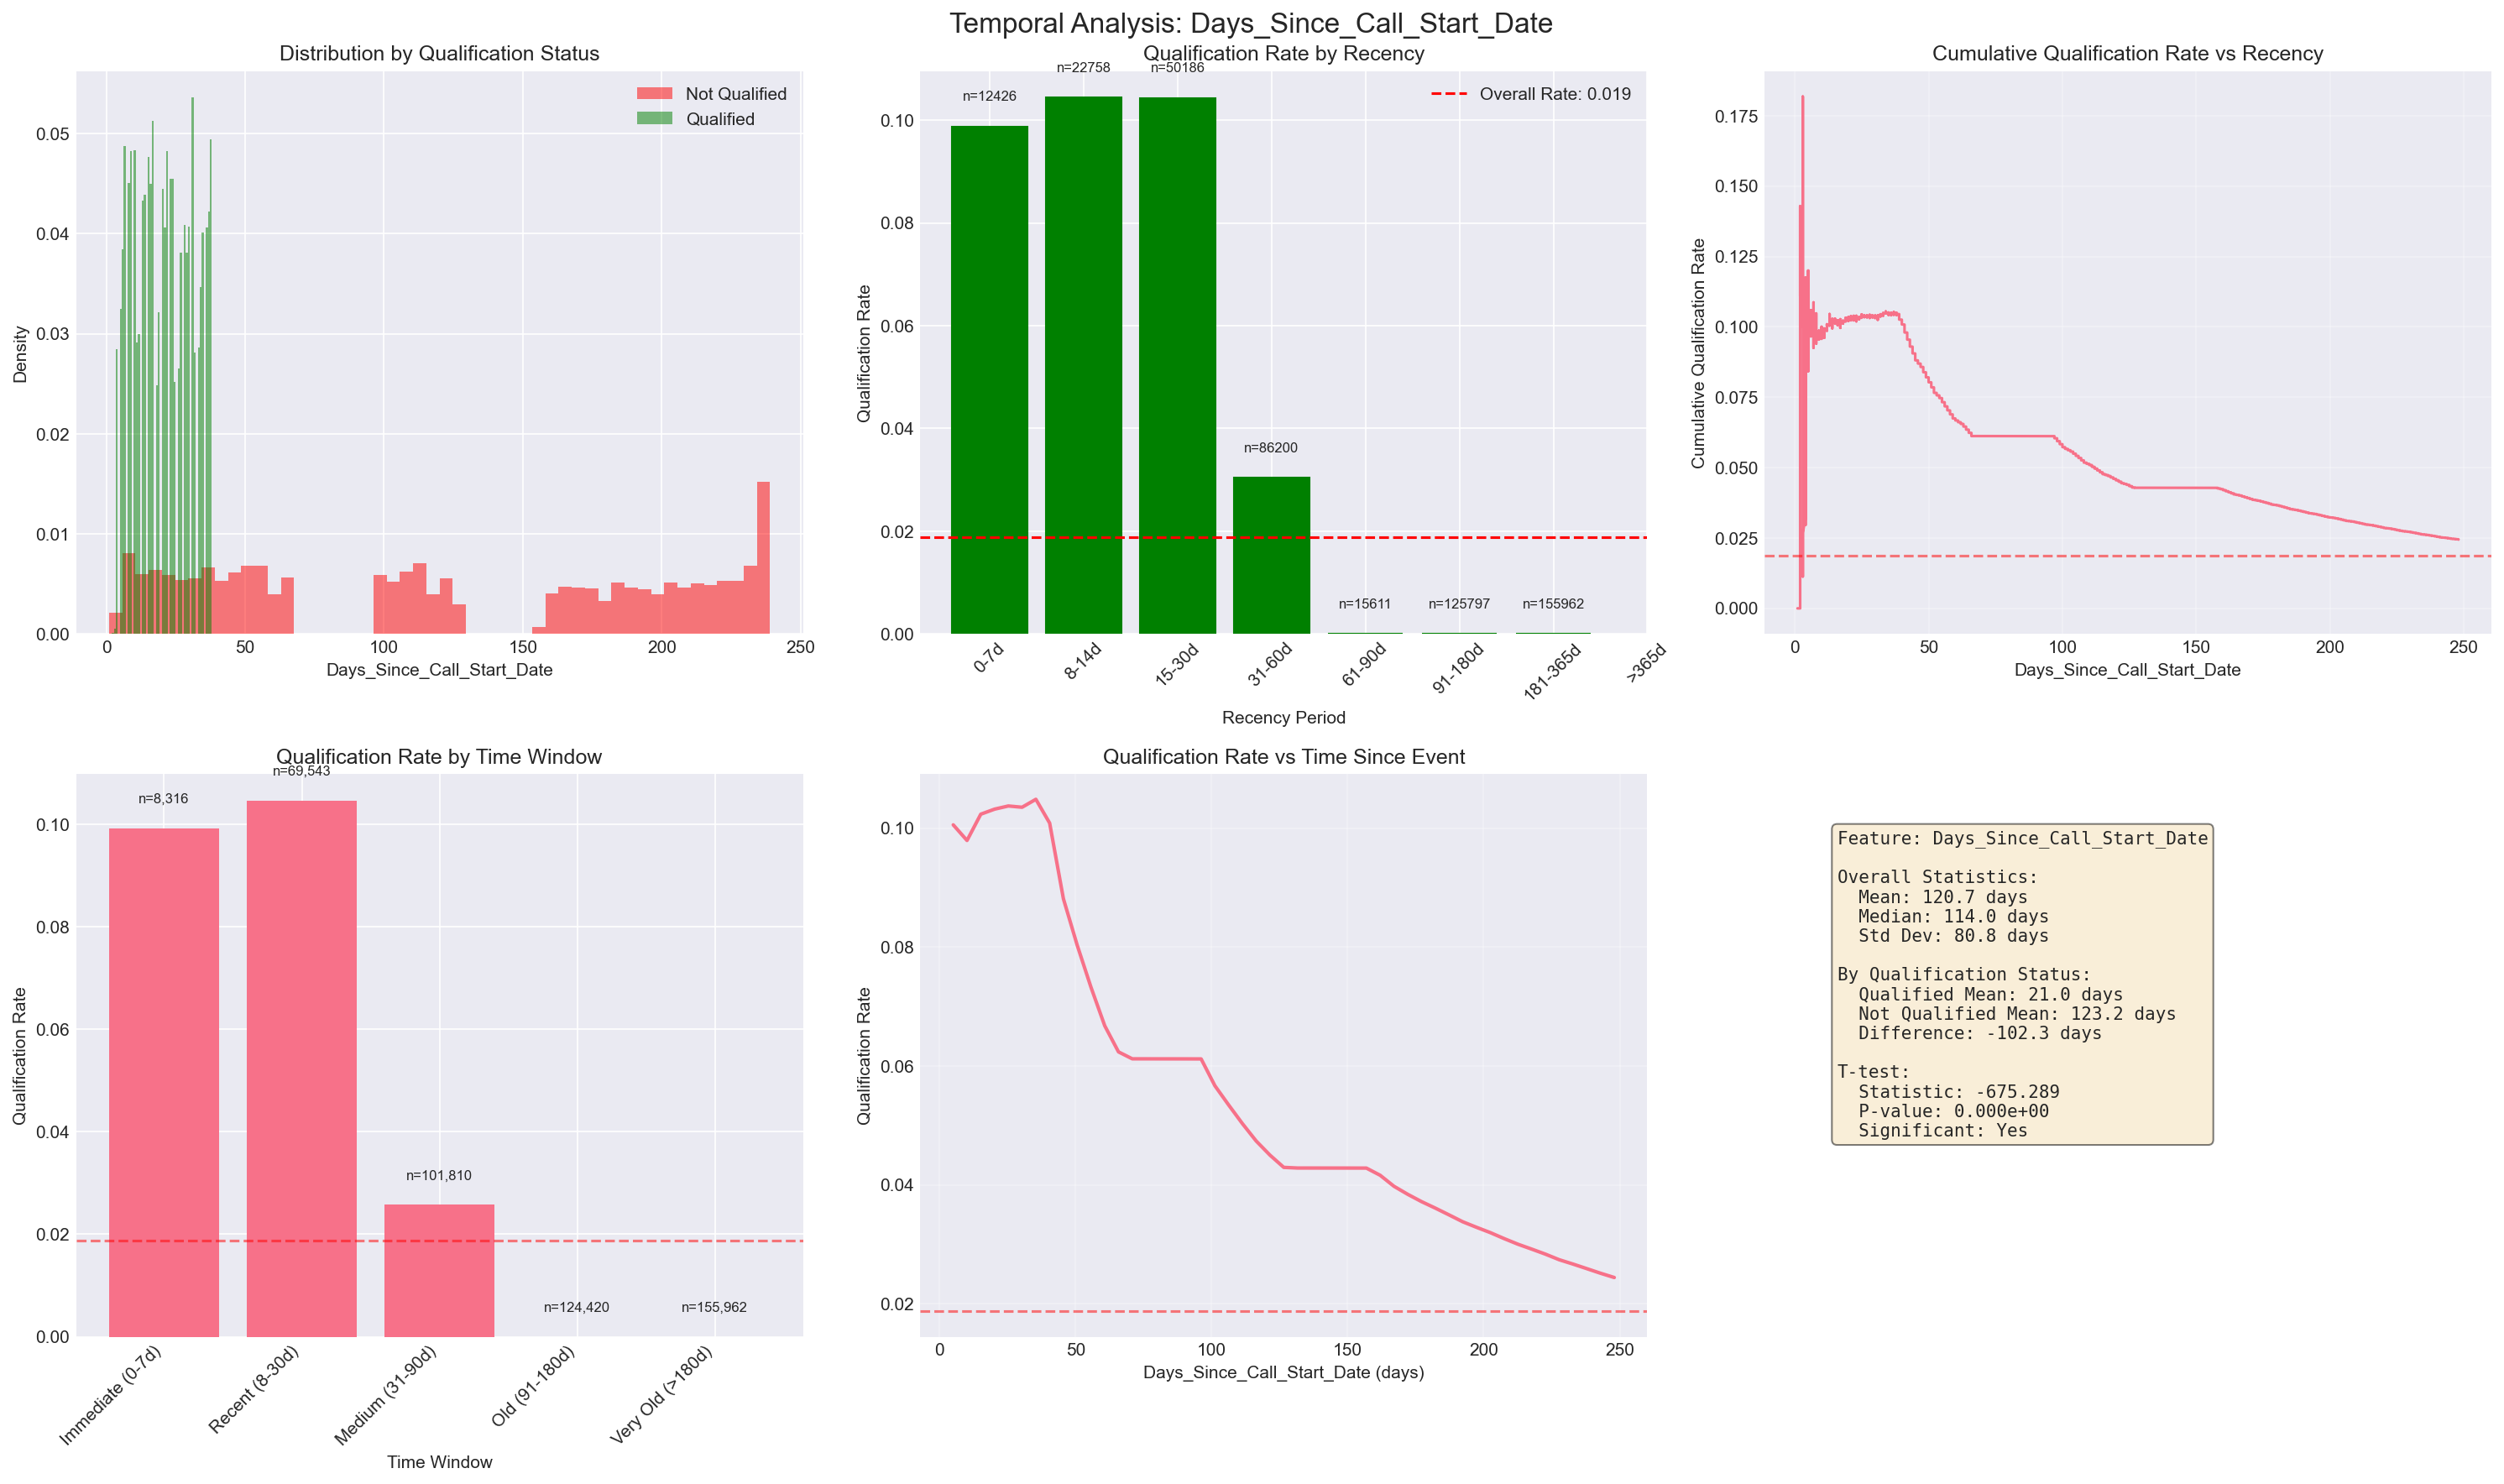 Temporal Analysis: Days_Since_Call_Start_Date
Distribution by Qualification Status
Not Qualified
Qualified
Density
0.05
0.04
0.03
0.02
0.01
0.00
0 50 100 150 200 250
Days_Since_Call_Start_Date
Qualification Rate by Recency
n=12426 n=22758 n=50186 n=86200 n=15611 n=125797 n=155962
Overall Rate: 0.019
Qualification Rate
0.10
0.08
0.06
0.04
0.02
0.00
0-7d 8-14d 15-30d 31-60d 61-90d 91-180d 181-365d >365d
Recency Period
Cumulative Qualification Rate vs Recency
Cumulative Qualification Rate
0.175
0.150
0.125
0.100
0.075
0.050
0.025
0.000
0 50 100 150 200 250
Days_Since_Call_Start_Date
Qualification Rate by Time Window
n=8,316 n=69,543 n=101,810 n=124,420 n=155,962
Qualification Rate
0.10
0.08
0.06
0.04
0.02
0.00
Immediate (0-7d) Recent (8-30d) Medium (31-90d) Old (91-180d) Very Old (>180d)
Time Window
Qualification Rate vs Time Since Event
Qualification Rate
0.10
0.08
0.06
0.04
0.02
0 50 100 150 200 250
Days_Since_Call_Start_Date (days)
Feature: Days_Since_Call_Start_Date
Overall Statistics:
Mean: 120.7 days
Median: 114.0 days
Std Dev: 80.8 days
By Qualification Status:
Qualified Mean: 21.0 days
Not Qualified Mean: 123.2 days
Difference: -102.3 days
T-test:
Statistic: -675.289
P-value: 0.000e+00
Significant: Yes